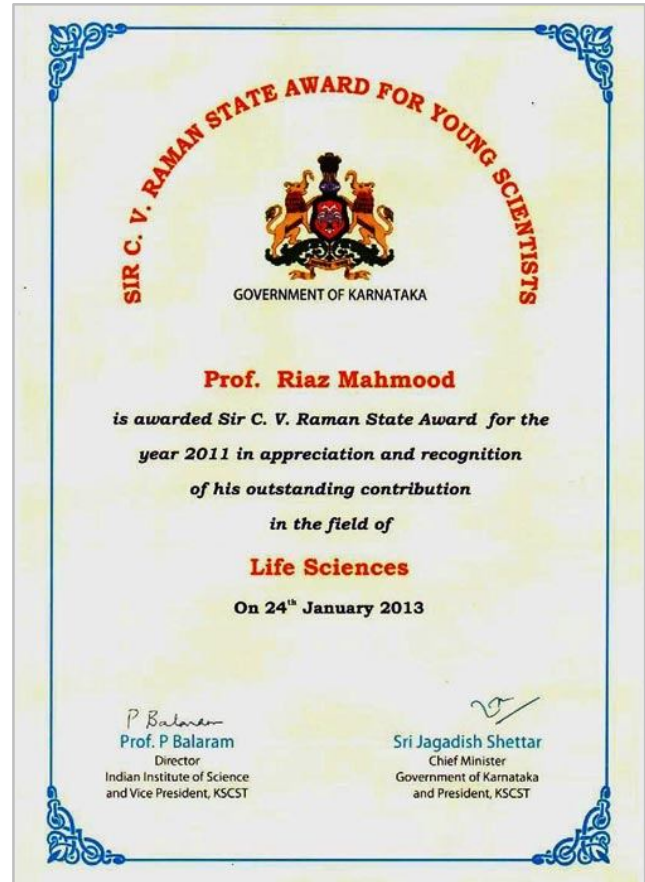 SIR C. V. RAMAN STATE AWARD FOR YOUNG SCIENTISTS
GOVERNMENT OF KARNATAKA
Prof. Riaz Mahmood
is awarded Sir C. V. Raman State Award for the
year 2011 in appreciation and recognition
of his outstanding contribution
in the field of
Life Sciences
On 24th January 2013
P Balaram
Prof. P Balaram
Director
Indian Institute of Science
and Vice President, KSCST
Sri Jagadish Shettar
Chief Minister
Government of Karnataka
and President, KSCST